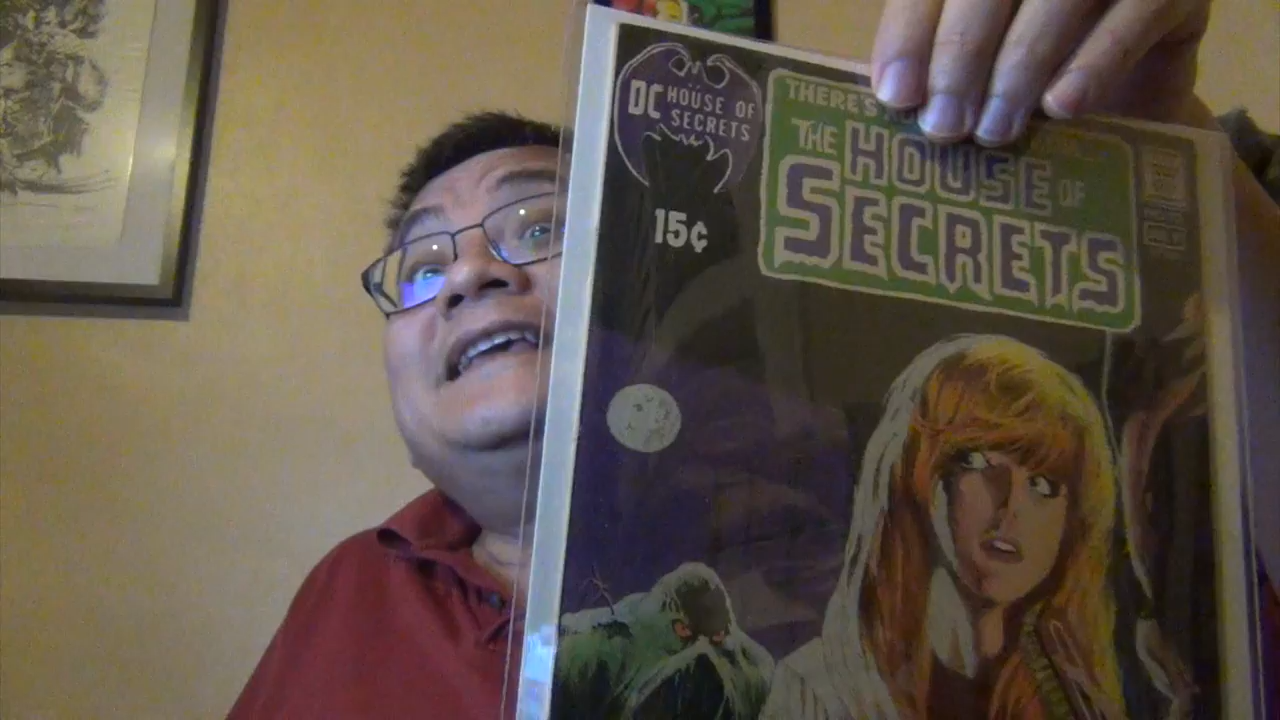 DC HOUSE OF
SECRETS
15¢
THERE'S
THE HOUSE OF
SECRETS